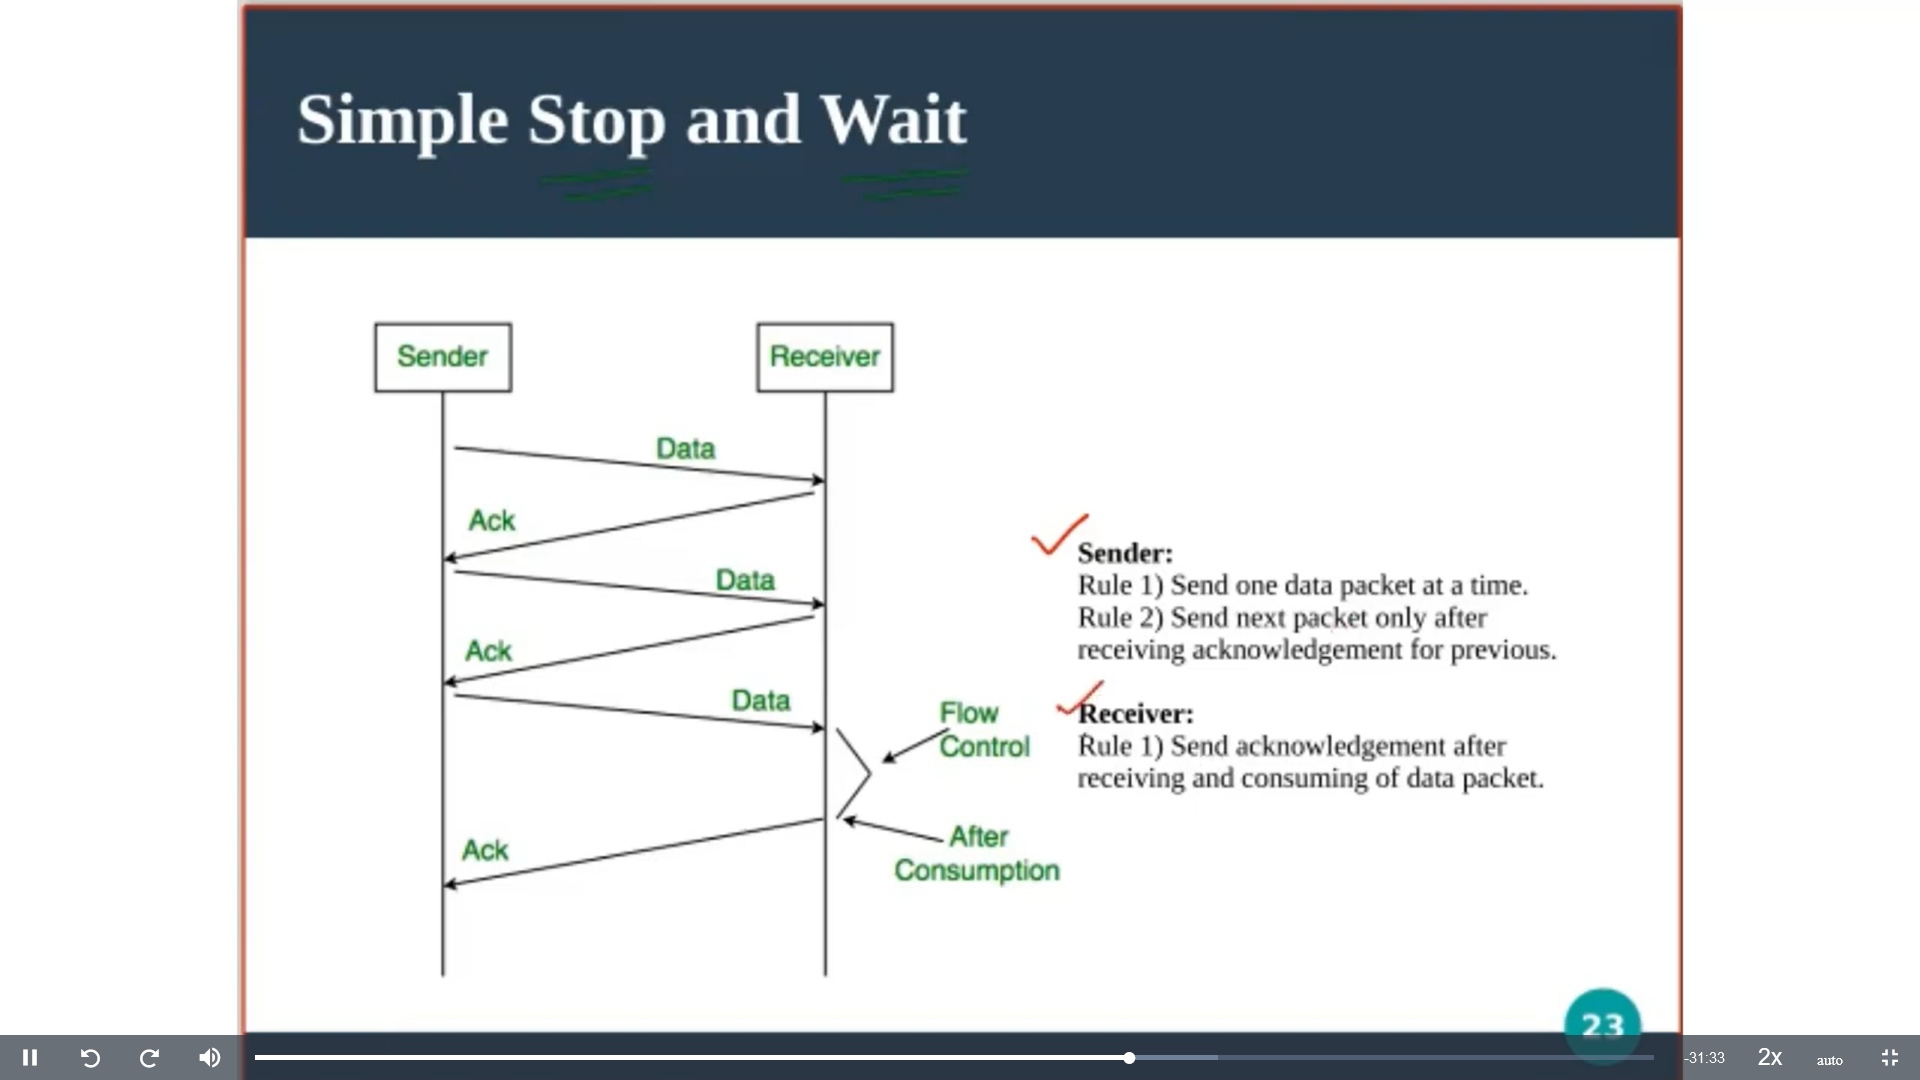 Simple Stop and Wait
Sender
Receiver
Data
Ack
Data
Ack
Data
Flow
Control
Ack
After
Consumption
Sender:
Rule 1) Send one data packet at a time.
Rule 2) Send next packet only after
receiving acknowledgement for previous.
Receiver:
Rule 1) Send acknowledgement after
receiving and consuming of data packet.
23
-31:33
2x
auto